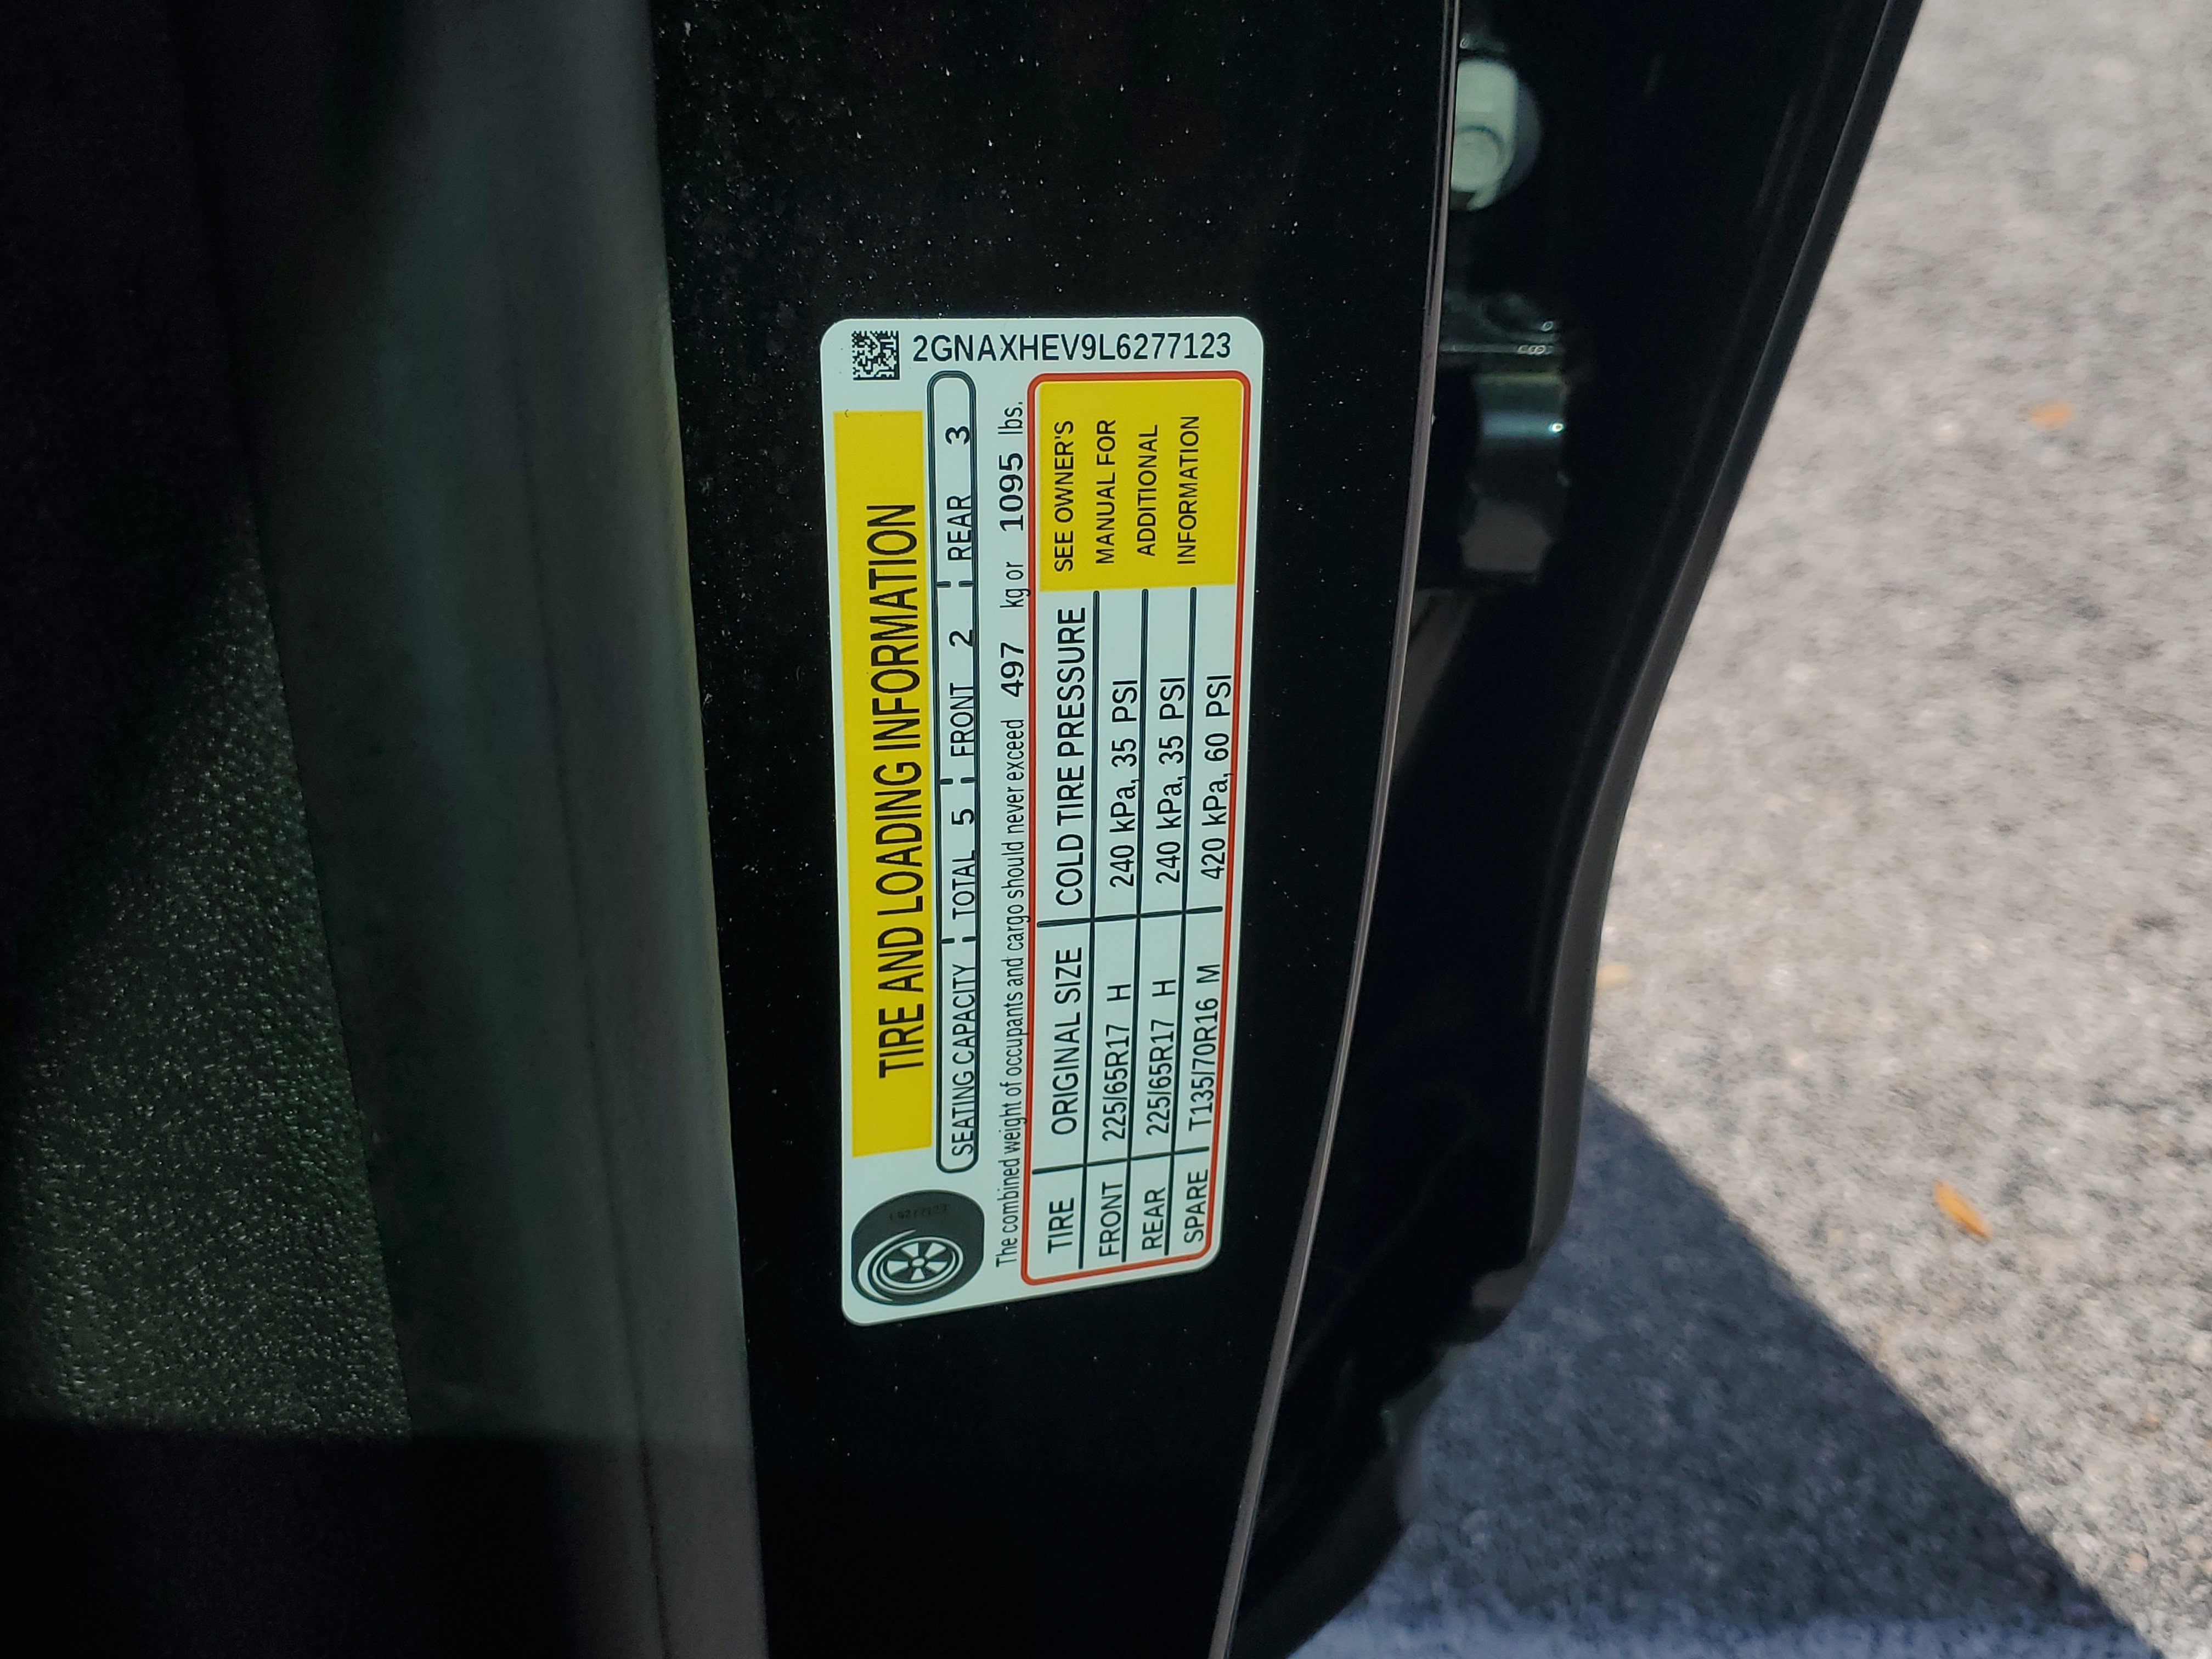 2GNAXHEV9L6277123
TIRE AND LOADING INFORMATION
SEATING CAPACITY TOTAL 5 FRONT 2 REAR 3
The combined weight of occupants and cargo should never exceed 497 kg or 1095 lbs.
TIRE ORIGINAL SIZE COLD TIRE PRESSURE
FRONT 225/65R17 H 240 kPa, 35 PSI
REAR 225/65R17 H 240 kPa, 35 PSI
SPARE T135/70R16 M 420 kPa, 60 PSI
SEE OWNER'S
MANUAL FOR
ADDITIONAL
INFORMATION